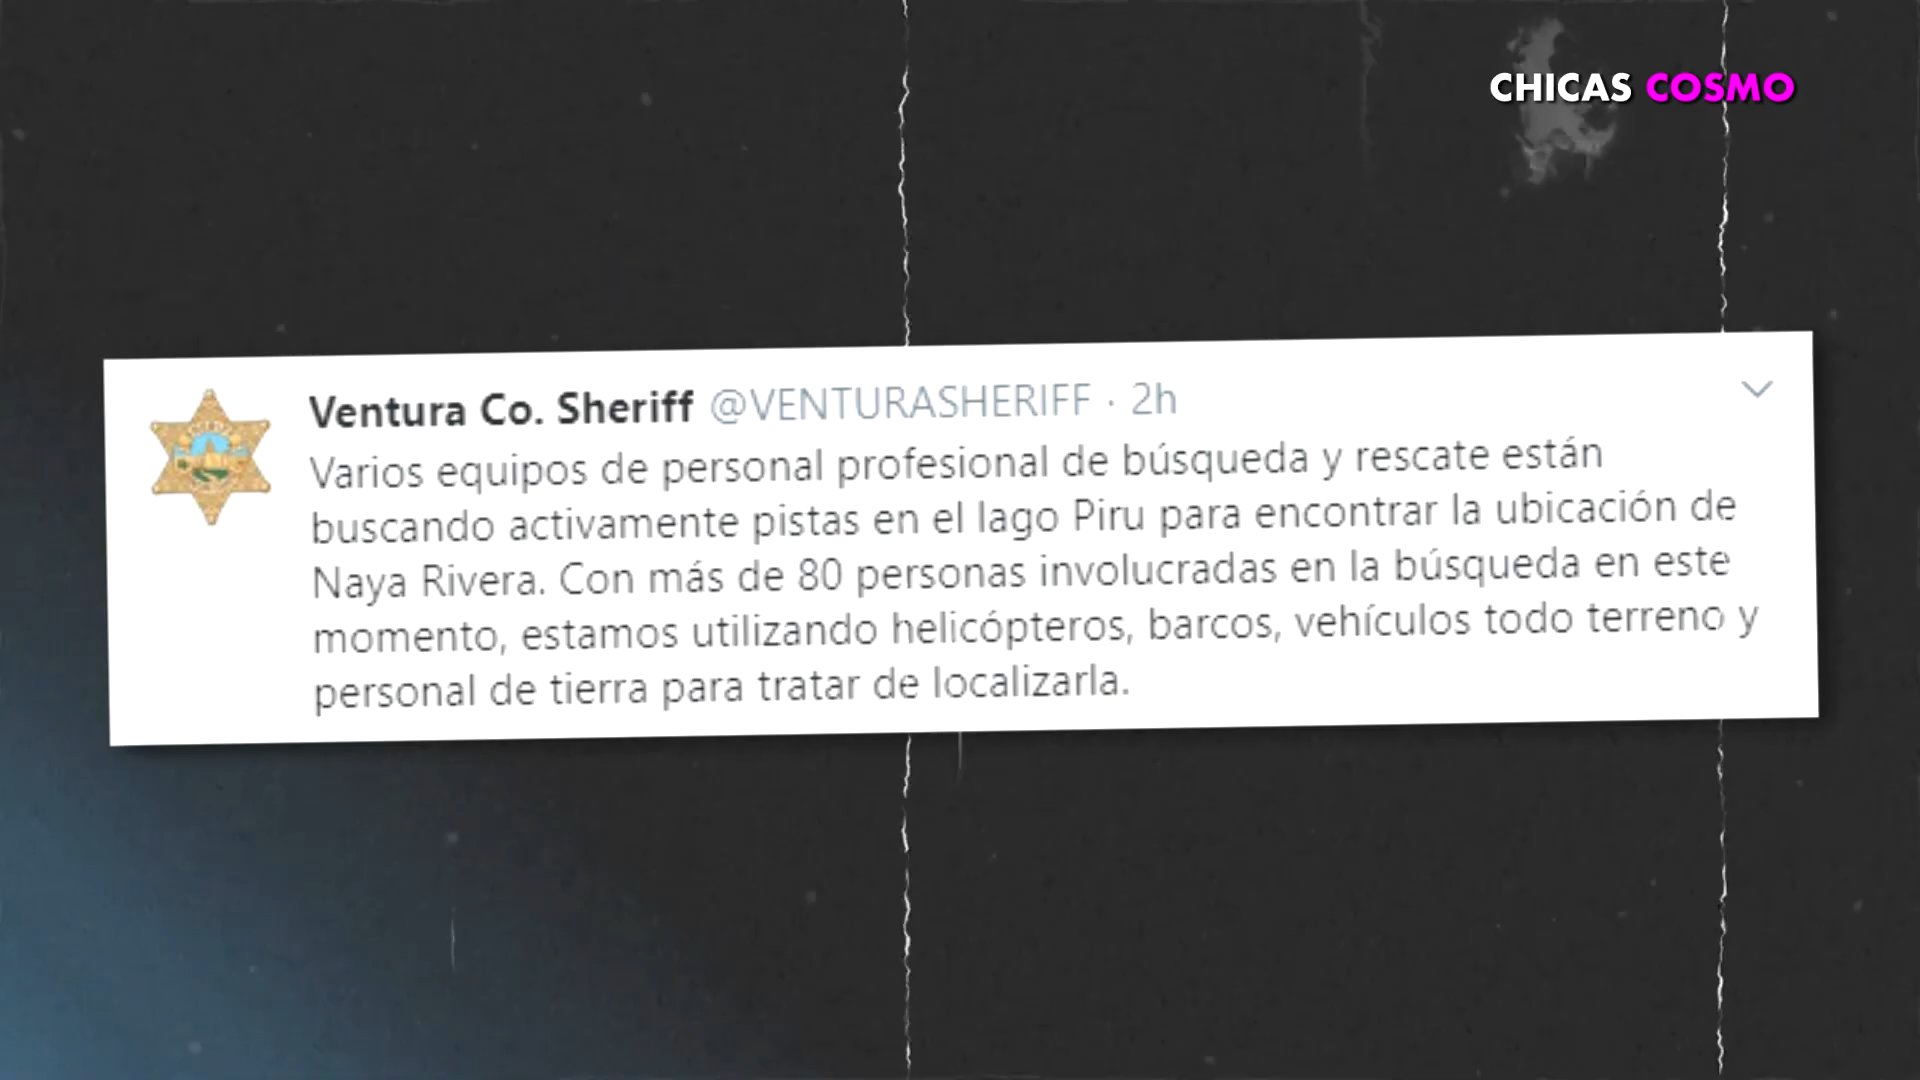 CHICAS COSMO
Ventura Co. Sheriff @VENTURASHERIFF · 2h
Varios equipos de personal profesional de búsqueda y rescate están
buscando activamente pistas en el lago Piru para encontrar la ubicación de
Naya Rivera. Con más de 80 personas involucradas en la búsqueda en este
momento, estamos utilizando helicópteros, barcos, vehículos todo terreno y
personal de tierra para tratar de localizarla.